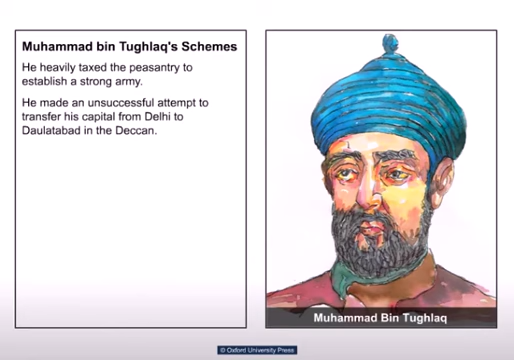 Muhammad bin Tughlaq's Schemes
He heavily taxed the peasantry to
establish a strong army.
He made an unsuccessful attempt to
transfer his capital from Delhi to
Daulatabad in the Deccan.
Muhammad Bin Tughlaq
© Oxford University Press